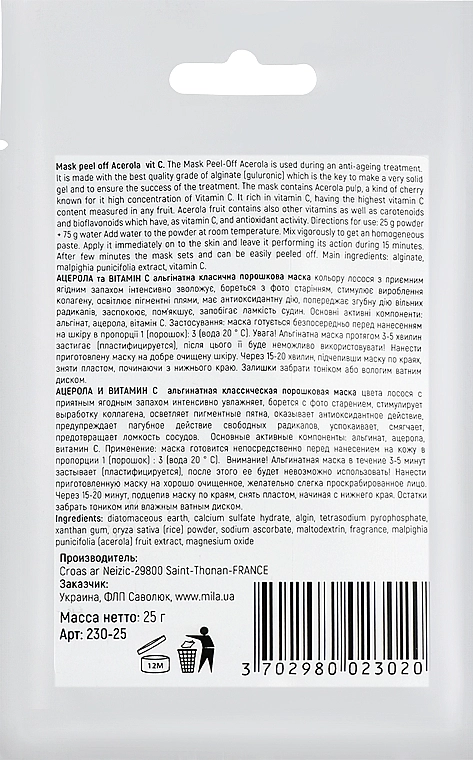 Mask peel off Acerola vit C. The Mask Peel-Off Acerola is used during an anti-ageing treatment.
It is made with the best quality grade of alginate (guluronic) which is the key to make a very solid
gel and to ensure the success of the treatment. The mask contains Acerola pulp, a kind of cherry
known for it high concentration of Vitamin C. It rich in vitamin C, having the highest vitamin C
content measured in any fruit. Acerola fruit contains also other vitamins as well as carotenoids
and bioflavonoids which have, as vitamin C, and antioxidant activity. Directions for use: 25 g powder
+ 75 g water Add water to the powder at room temperature. Mix vigorously to get an homogeneous
paste. Apply it immediately on to the skin and leave it performing its action during 15 minutes.
After few minutes the mask sets and can be easily peeled off. Main ingredients: alginate,
malpighia punicifolia extract, vitamin C.
АЦЕРОЛА та ВІТАМІН С альгінатна класична порошкова маска кольору лосося з приємним
ягідним запахом інтенсивно зволожує, бореться з фото старінням, стимулює вироблення
колагену, освітлює пігментні плями, має антиоксидантну дію, попереджає згубну дію вільних
радикалів, заспокоює, пом'якшує, запобігає ламкість судин. Основні активні компоненти:
альгінат, ацерола, вітамін С. Застосування: маска готується безпосередньо перед нанесенням
на шкіру в пропорції 1 (порошок): 3 (вода 20 ° С). Увага! Альгінатна маска протягом 3-5 хвилин
застигає (пластифікується), після цього її буде неможливо використовувати! Нанести
приготовлену маску на добре очищену шкіру. Через 15-20 хвилин, підчепивши маску по краях,
зняти пластом, починаючи з нижнього краю. Залишки забрати тоніком або вологим ватним
диском.
АЦЕРОЛА И ВИТАМИН С альгинатная классическая порошковая маска цвета лосося с
приятным ягодным запахом интенсивно увлажняет, борется с фото старением, стимулирует
выработку коллагена, осветляет пигментные пятна, оказывает антиоксидантное действие,
предупреждает пагубное действие свободных радикалов, успокаивает, смягчает,
предотвращает ломкость сосудов. Основные активные компоненты: альгинат, ацерола,
витамин С. Применение: маска готовится непосредственно перед нанесением на кожу в
пропорции 1 (порошок) : 3 (вода 20 ° С). Внимание! Альгинатная маска в течение 3-5 минут
застывает (пластифицируется), после этого ее будет невозможно использовать! Нанести
приготовленную маску на хорошо очищенное, желательно слегка проскрабированное лицо.
Через 15-20 минут, подцепив маску по краям, снять пластом, начиная с нижнего края. Остатки
забрать тоником или влажным ватным диском.
Ingredients: diatomaceous earth, calcium sulfate hydrate, algin, tetrasodium pyrophosphate,
xanthan gum, oryza sativa (rice) powder, sodium ascorbate, maltodextrin, fragrance, malpighia
punicifolia (acerola) fruit extract, magnesium oxide
Производитель:
Croas ar Neizic-29800 Saint-Thonan-FRANCE
Заказчик:
Украина, ФЛП Саволюк, www.mila.ua
Масса нетто: 25 г
Арт: 230-25
12M
3 702980 023020